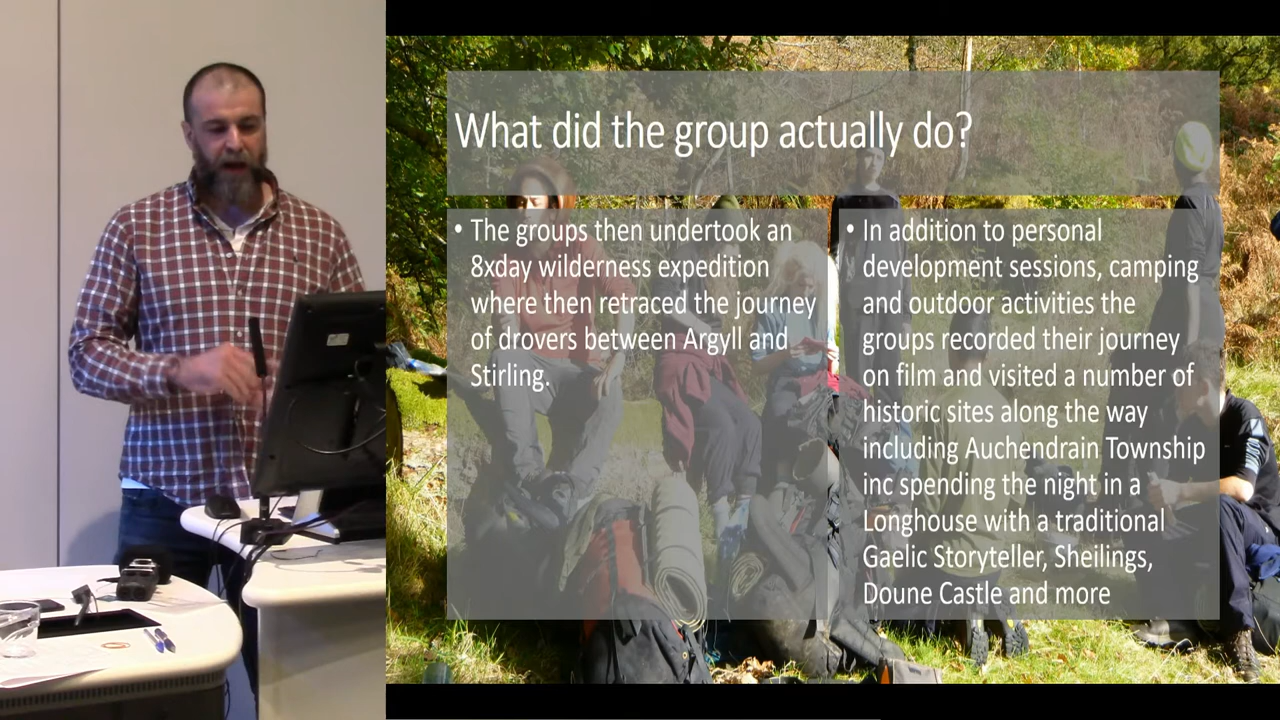 What did the group actually do?
• The groups then undertook an
8xday wilderness expedition
where then retraced the journey
of drovers between Argyll and
Stirling.
• In addition to personal
development sessions, camping
and outdoor activities the
groups recorded their journey
on film and visited a number of
historic sites along the way
including Auchendrain Township
inc spending the night in a
Longhouse with a traditional
Gaelic Storyteller, Sheilings,
Doune Castle and more